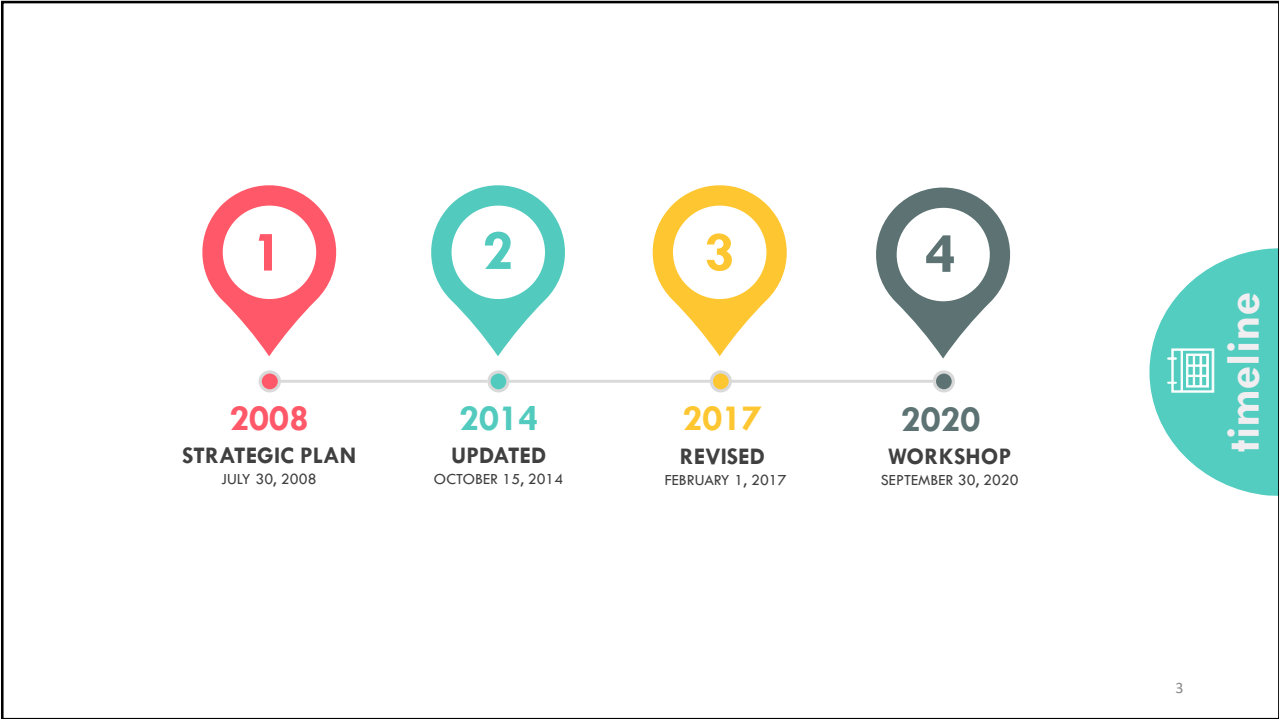 1
2
3
4
2008
STRATEGIC PLAN
JULY 30, 2008
2014
UPDATED
OCTOBER 15, 2014
2017
REVISED
FEBRUARY 1, 2017
2020
WORKSHOP
SEPTEMBER 30, 2020
timeline
3